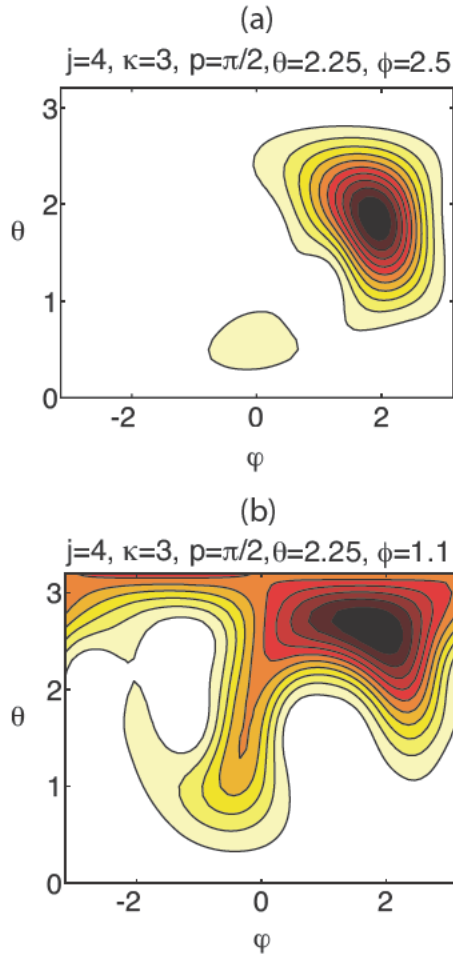 (a)
j=4, κ=3, p=π/2,θ=2.25, ϕ=2.5
3
2
θ
1
0
-2 0 2
φ
(b)
j=4, κ=3, p=π/2,θ=2.25, ϕ=1.1
3
2
θ
1
0
-2 0 2
φ